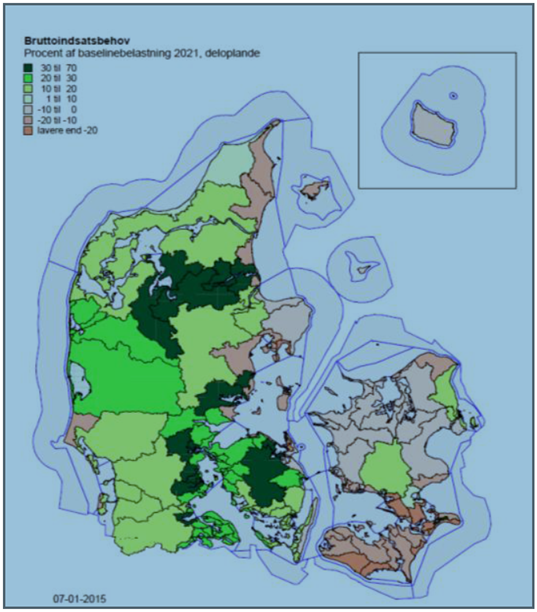 Bruttoindsatsbehov
Procent af baselinebelastning 2021, deloplande
30 til 70
20 til 30
10 til 20
1 til 10
-10 til 0
-20 til -10
lavere end -20
07-01-2015